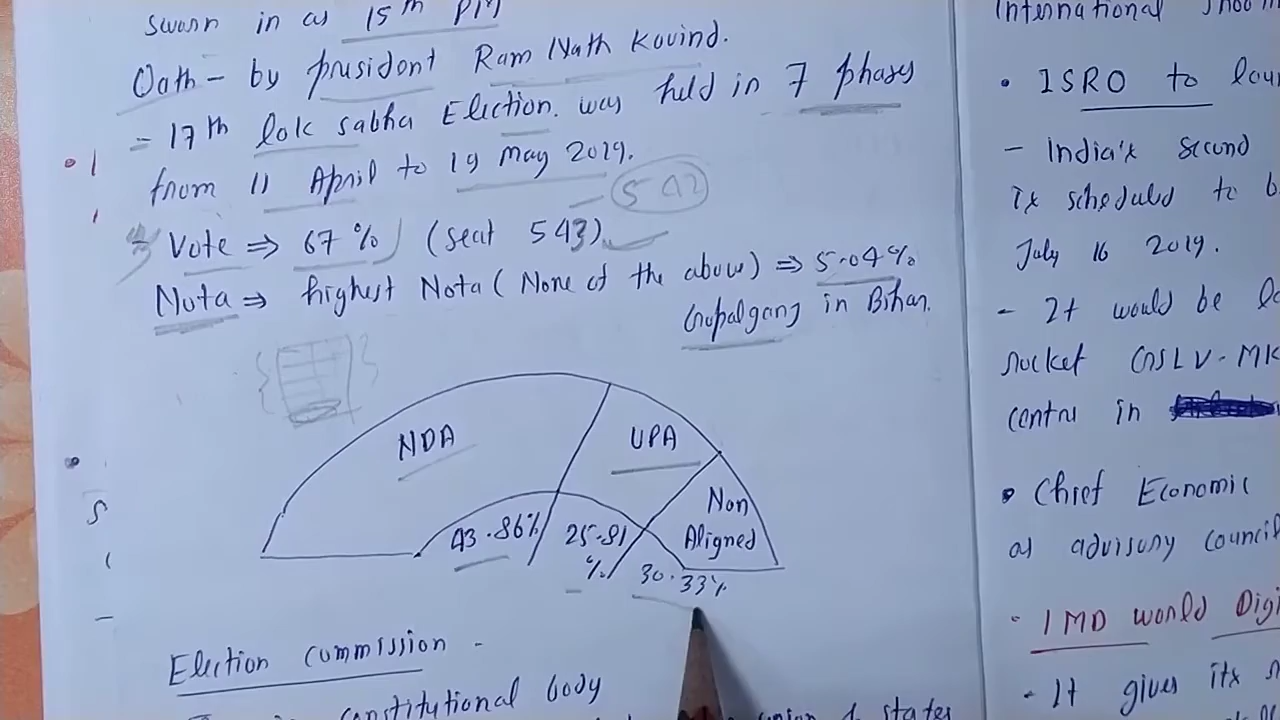 Swarn in as 15th PM
Oath - by president Ram Nath Kovind.
= 17th lok sabha Election. was held in 7 phases
from 11 April to 19 May 2019.
542
Vote ⇒ 67% (seat 543)
Nota ⇒ highest Nota (None of the above) ⇒ 5.04%
Gopalganj in Bihar.
NDA
UPA
Non
Aligned
43.86%
25.81
%
30.33%
Election commission -
constitutional body
union & states
International
• ISRO to
- India's second
is scheduled to
July 16 2019.
- It would be
rocket GSLV-MK
centre in
• Chief Economic
as advisory council
• IMD world Digi
- It gives its